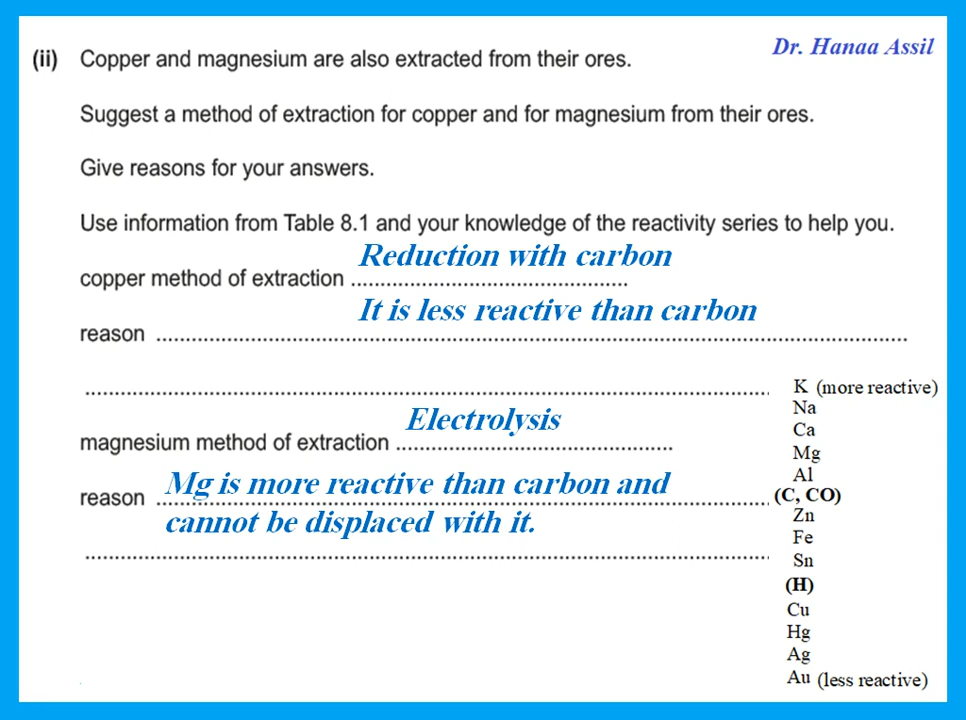 Dr. Hanaa Assil
(ii) Copper and magnesium are also extracted from their ores.
Suggest a method of extraction for copper and for magnesium from their ores.
Give reasons for your answers.
Use information from Table 8.1 and your knowledge of the reactivity series to help you.
Reduction with carbon
copper method of extraction ................................................
It is less reactive than carbon
reason ....................................................................................................................................
........................................................................................................................
Electrolysis
magnesium method of extraction ................................................
Mg is more reactive than carbon and
reason ...........................................................................................................
cannot be displaced with it.
........................................................................................................................
K (more reactive)
Na
Ca
Mg
Al
(C, CO)
Zn
Fe
Sn
(H)
Cu
Hg
Ag
Au (less reactive)